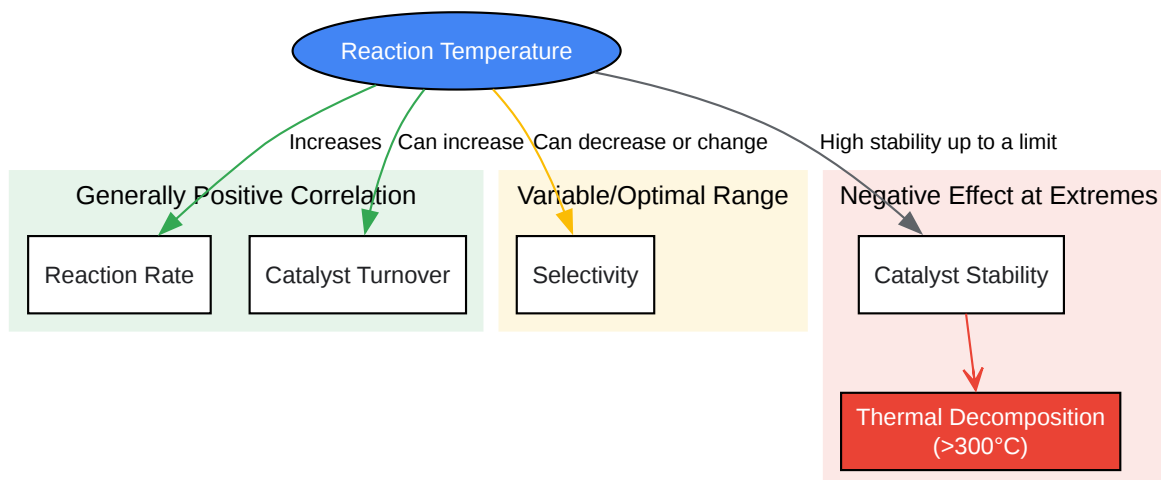 Reaction Temperature
Increases
Can increase
Can decrease or change
High stability up to a limit
Generally Positive Correlation
Variable/Optimal Range
Negative Effect at Extremes
Reaction Rate
Catalyst Turnover
Selectivity
Catalyst Stability
Thermal Decomposition
(>300°C)